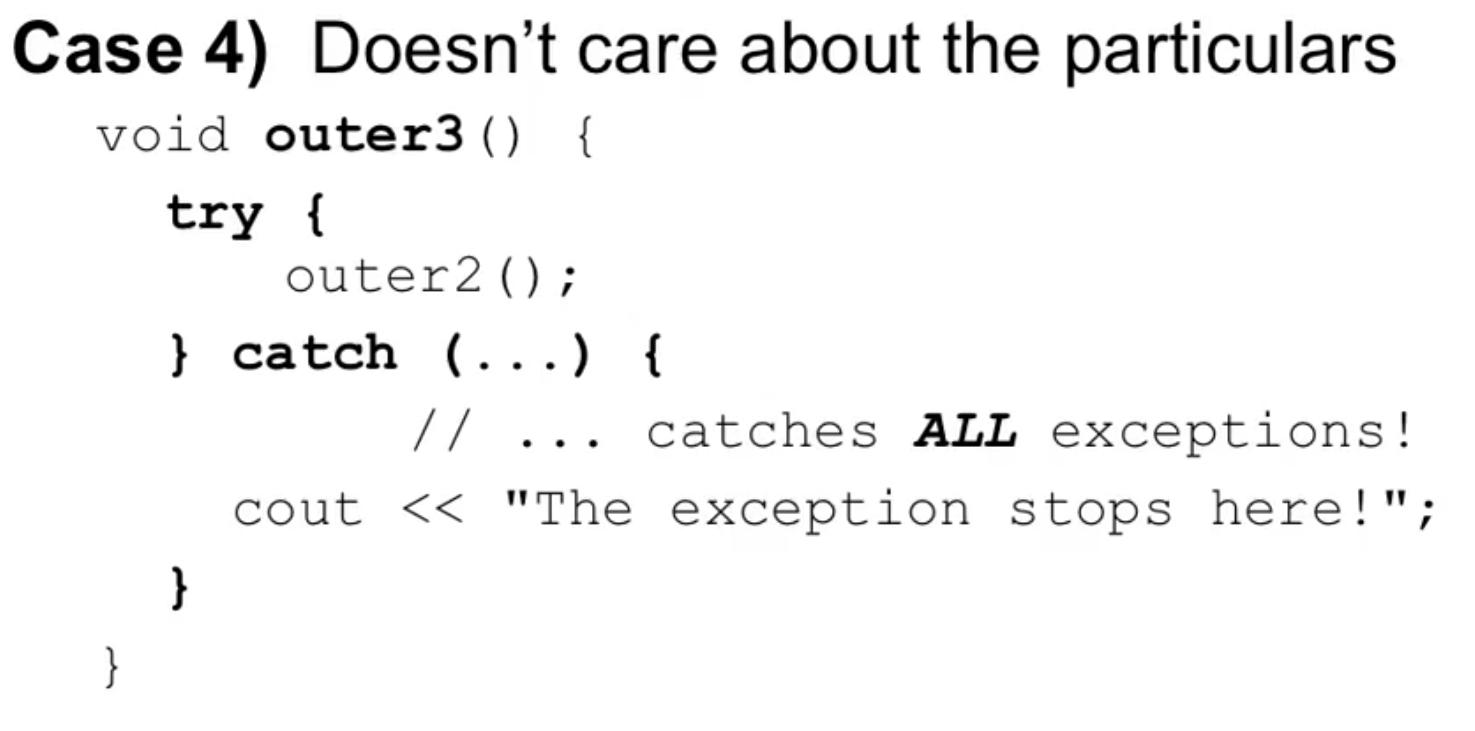 Case 4) Doesn’t care about the particulars
void outer3() {
try {
outer2();
} catch (...) {
// ... catches ALL exceptions!
cout << "The exception stops here!";
}
}